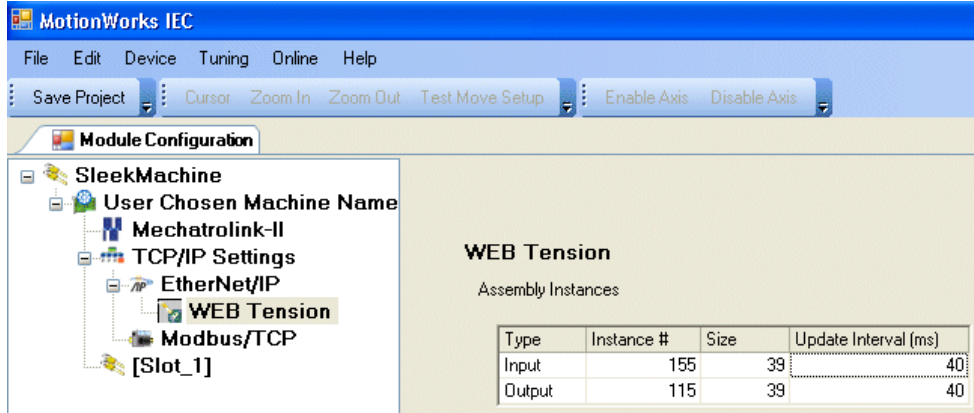 MotionWorks IEC
File Edit Device Tuning Online Help
Save Project Cursor Zoom In Zoom Out Test Move Setup Enable Axis Disable Axis
Module Configuration
SleekMachine
User Chosen Machine Name
Mechatrolink-II
TCP/IP Settings
EtherNet/IP
WEB Tension
Modbus/TCP
[Slot_1]
WEB Tension
Assembly Instances
Type Instance # Size Update Interval (ms)
Input 155 39 40
Output 115 39 40